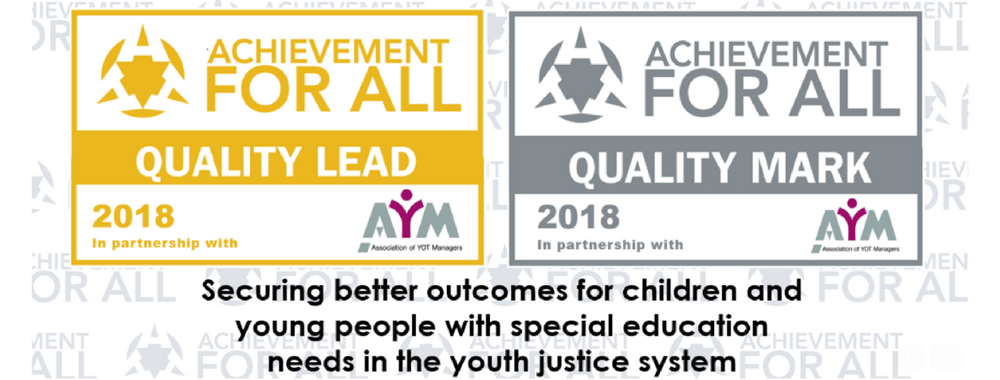 ACHIEVEMENT
FOR ALL
QUALITY LEAD
2018
In partnership with
AYM
Association of YOT Managers
ACHIEVEMENT
FOR ALL
QUALITY MARK
2018
In partnership with
AYM
Association of YOT Managers
Securing better outcomes for children and
young people with special education
needs in the youth justice system